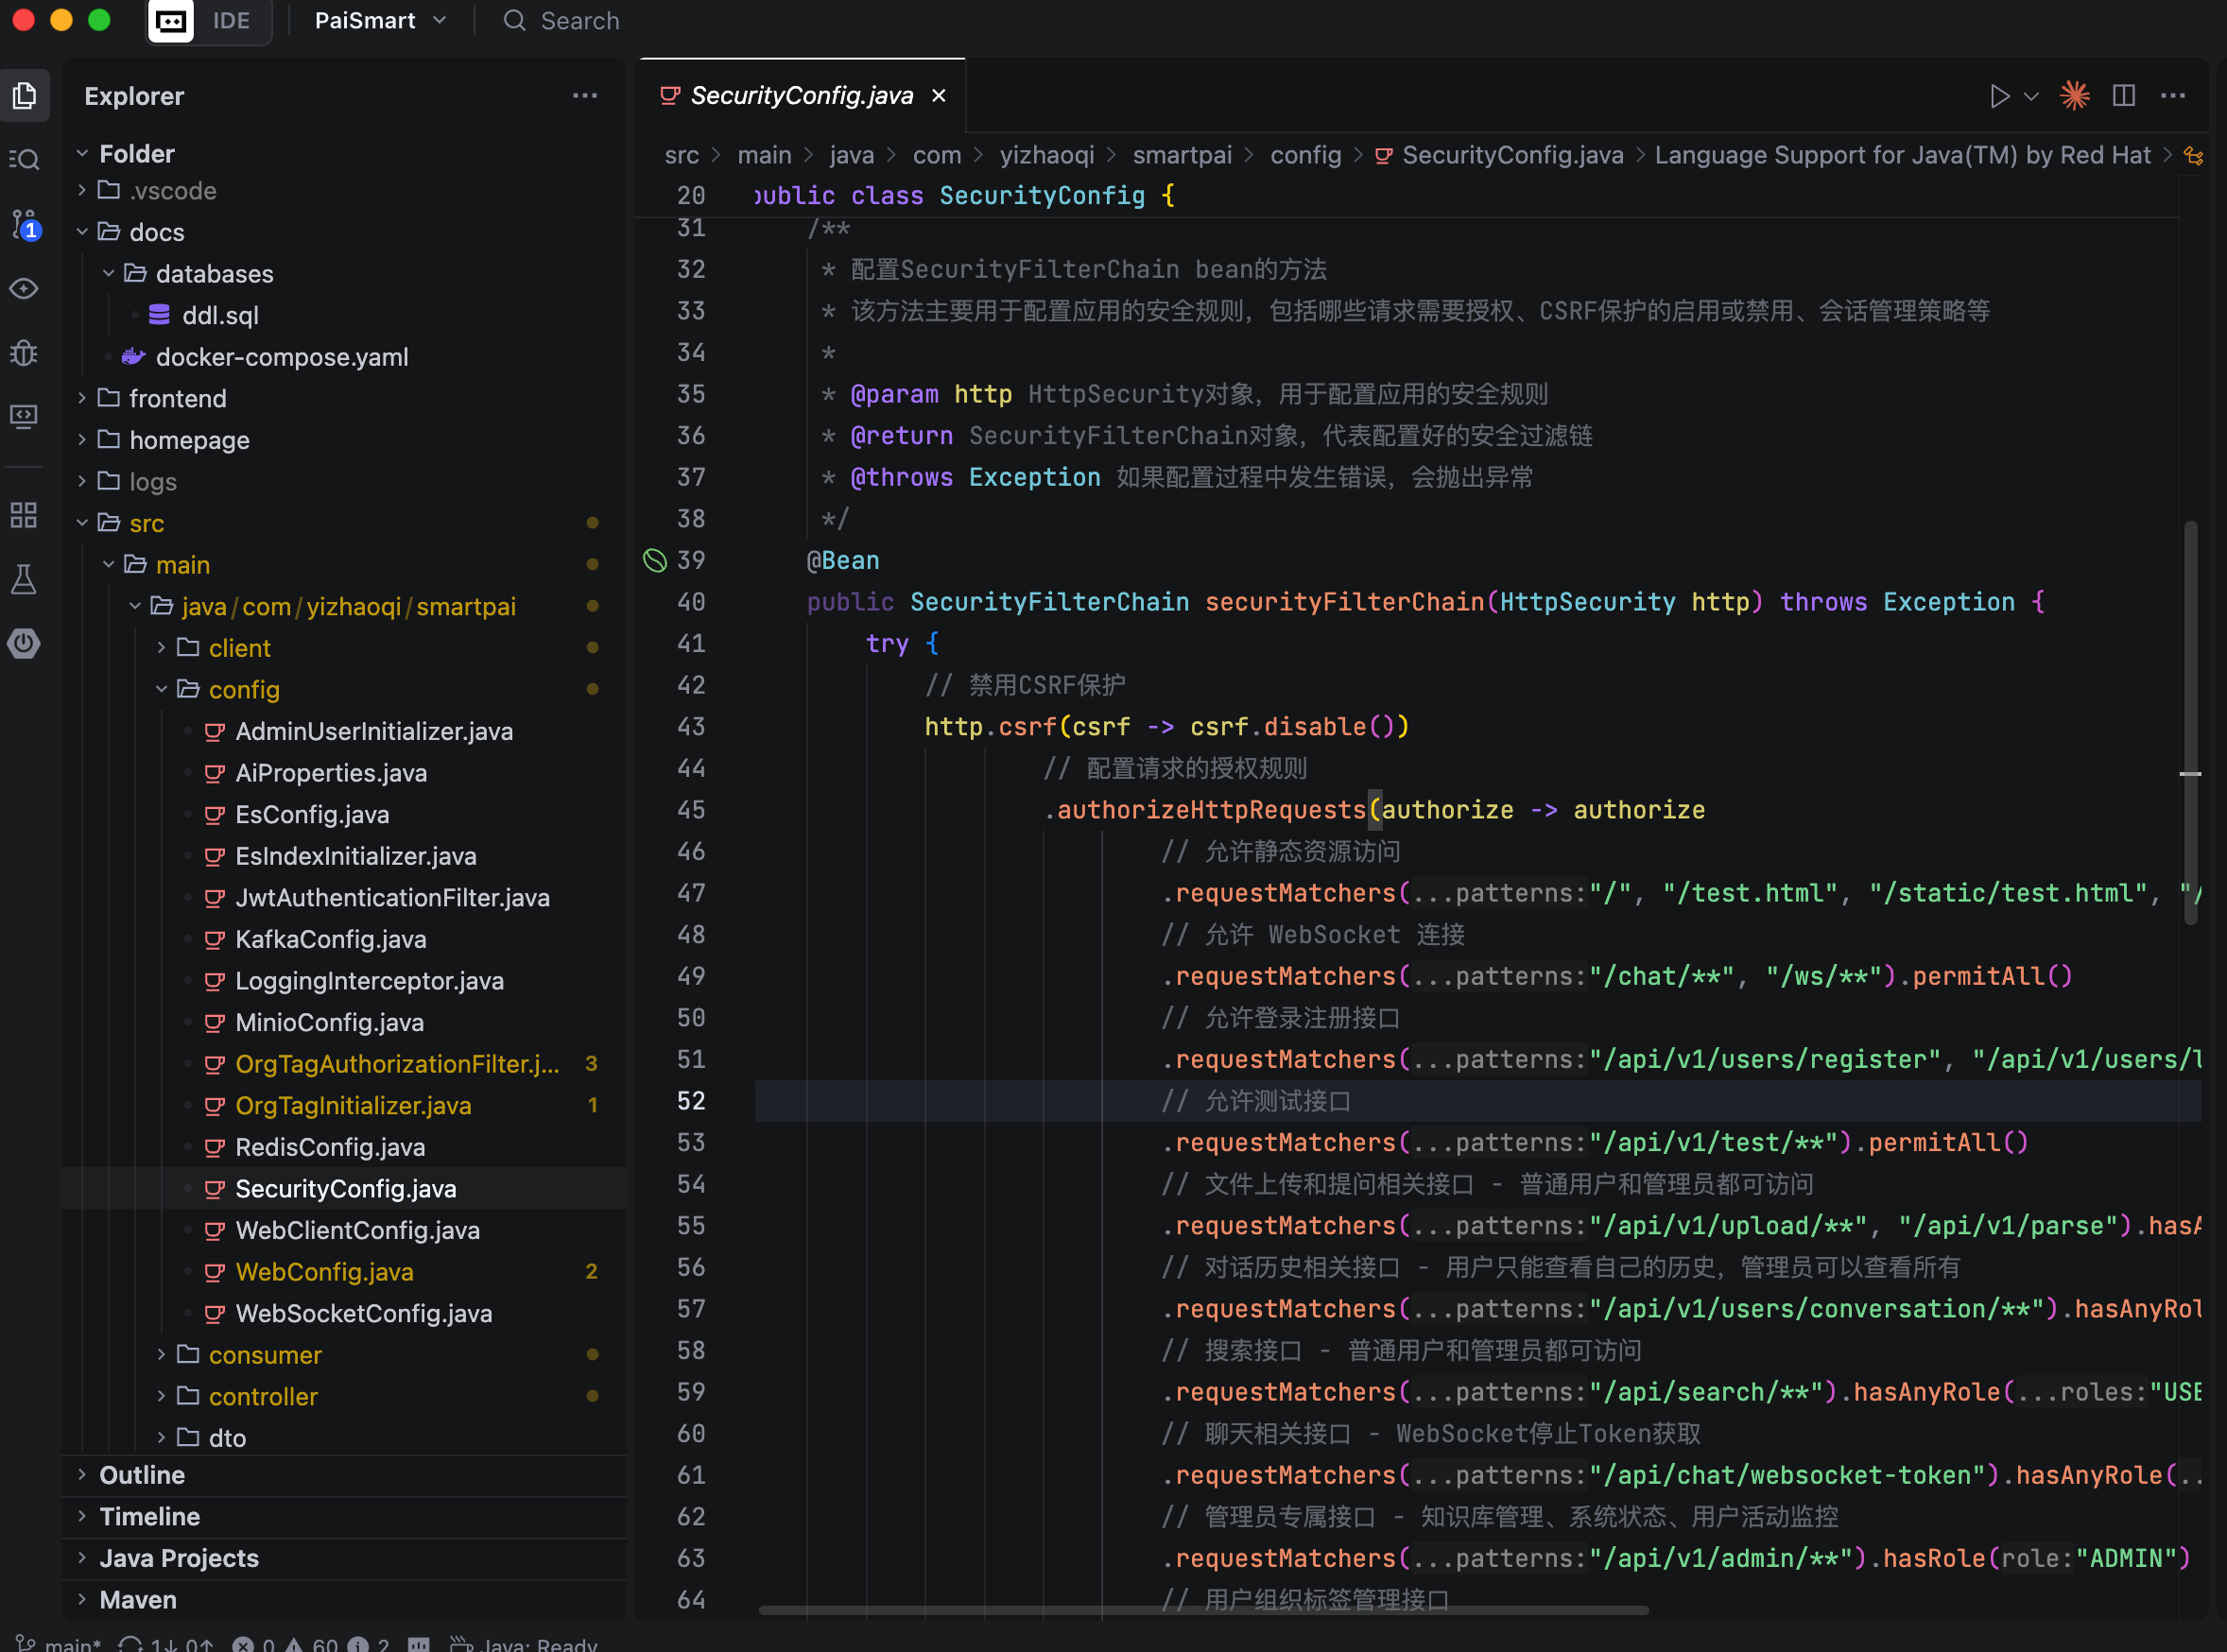 IDE
PaiSmart
Search
Explorer
Folder
.vscode
docs
databases
ddl.sql
docker-compose.yaml
frontend
homepage
logs
src
main
java/com/yizhaoqi/smartpai
client
config
AdminUserInitializer.java
AiProperties.java
EsConfig.java
EsIndexInitializer.java
JwtAuthenticationFilter.java
KafkaConfig.java
LoggingInterceptor.java
MinioConfig.java
OrgTagAuthorizationFilter.j... 3
OrgTagInitializer.java 1
RedisConfig.java
SecurityConfig.java
WebClientConfig.java
WebConfig.java 2
WebSocketConfig.java
consumer
controller
dto
Outline
Timeline
Java Projects
Maven
1
SecurityConfig.java
src > main > java > com > yizhaoqi > smartpai > config > SecurityConfig.java > Language Support for Java(TM) by Red Hat >
20 public class SecurityConfig {
31 /**
32 * 配置SecurityFilterChain bean的方法
33 * 该方法主要用于配置应用的安全规则，包括哪些请求需要授权、CSRF保护的启用或禁用、会话管理策略等
34 *
35 * @param http HttpSecurity对象，用于配置应用的安全规则
36 * @return SecurityFilterChain对象，代表配置好的安全过滤链
37 * @throws Exception 如果配置过程中发生错误，会抛出异常
38 */
39 @Bean
40 public SecurityFilterChain securityFilterChain(HttpSecurity http) throws Exception {
41 try {
42 // 禁用CSRF保护
43 http.csrf(csrf -> csrf.disable())
44 // 配置请求的授权规则
45 .authorizeHttpRequests(authorize -> authorize
46 // 允许静态资源访问
47 .requestMatchers(...patterns:"/", "/test.html", "/static/test.html", "/
48 // 允许 WebSocket 连接
49 .requestMatchers(...patterns:"/chat/**", "/ws/**").permitAll()
50 // 允许登录注册接口
51 .requestMatchers(...patterns:"/api/v1/users/register", "/api/v1/users/l
52 // 允许测试接口
53 .requestMatchers(...patterns:"/api/v1/test/**").permitAll()
54 // 文件上传和提问相关接口 - 普通用户和管理员都可访问
55 .requestMatchers(...patterns:"/api/v1/upload/**", "/api/v1/parse").hasA
56 // 对话历史相关接口 - 用户只能查看自己的历史，管理员可以查看所有
57 .requestMatchers(...patterns:"/api/v1/users/conversation/**").hasAnyRol
58 // 搜索接口 - 普通用户和管理员都可访问
59 .requestMatchers(...patterns:"/api/search/**").hasAnyRole(...roles:"USE
60 // 聊天相关接口 - WebSocket停止Token获取
61 .requestMatchers(...patterns:"/api/chat/websocket-token").hasAnyRole(..
62 // 管理员专属接口 - 知识库管理、系统状态、用户活动监控
63 .requestMatchers(...patterns:"/api/v1/admin/**").hasRole(role:"ADMIN")
64 // 用户组织标签管理接口
main* 1↓ 0↑ 0 60 2 Java: Ready